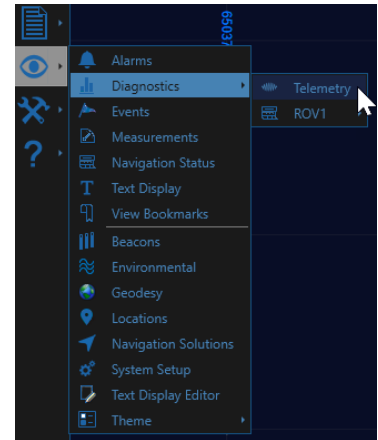 65037
Alarms
Diagnostics
Telemetry
Events
ROV1
Measurements
Navigation Status
Text Display
View Bookmarks
Beacons
Environmental
Geodesy
Locations
Navigation Solutions
System Setup
Text Display Editor
Theme